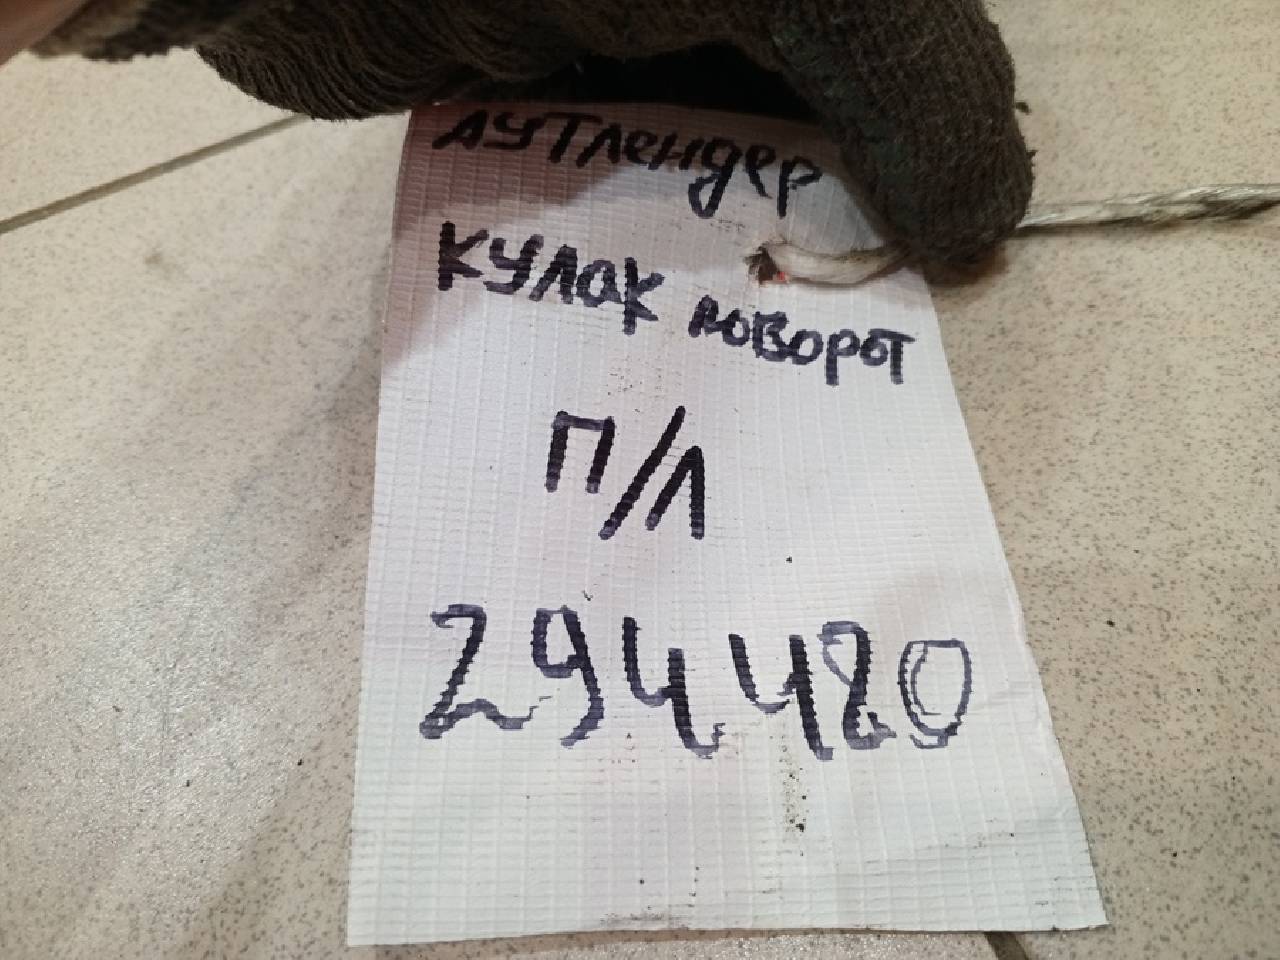 Аутлендер
Кулак поворот
П/Л
294480